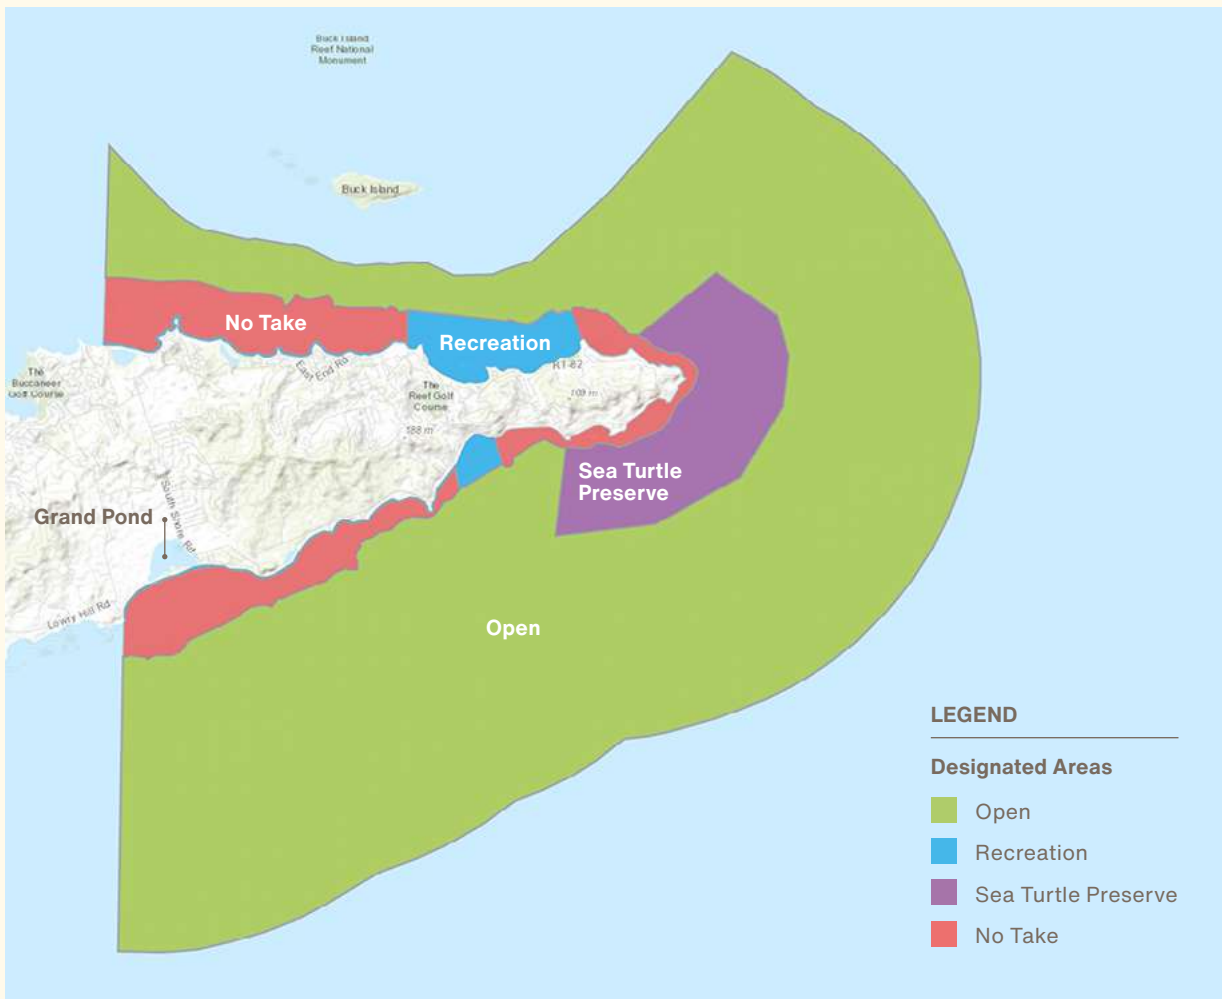 Buck Island
Reef National
Monument
Buck Island
No Take
Recreation
RT-82
East End Rd
The
Buccaneer
Golf Course
The
Reef Golf
Course
109 m
188 m
Sea Turtle
Preserve
Grand Pond
South Shore Rd
Lowry Hill Rd
Open
LEGEND
Designated Areas
Open
Recreation
Sea Turtle Preserve
No Take